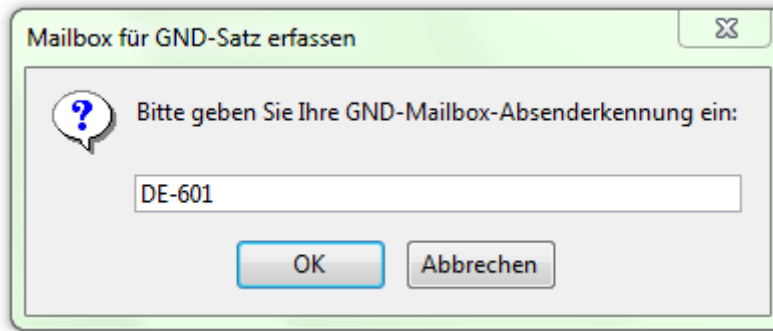 Mailbox für GND-Satz erfassen
Bitte geben Sie Ihre GND-Mailbox-Absenderkennung ein:
DE-601
OK Abbrechen